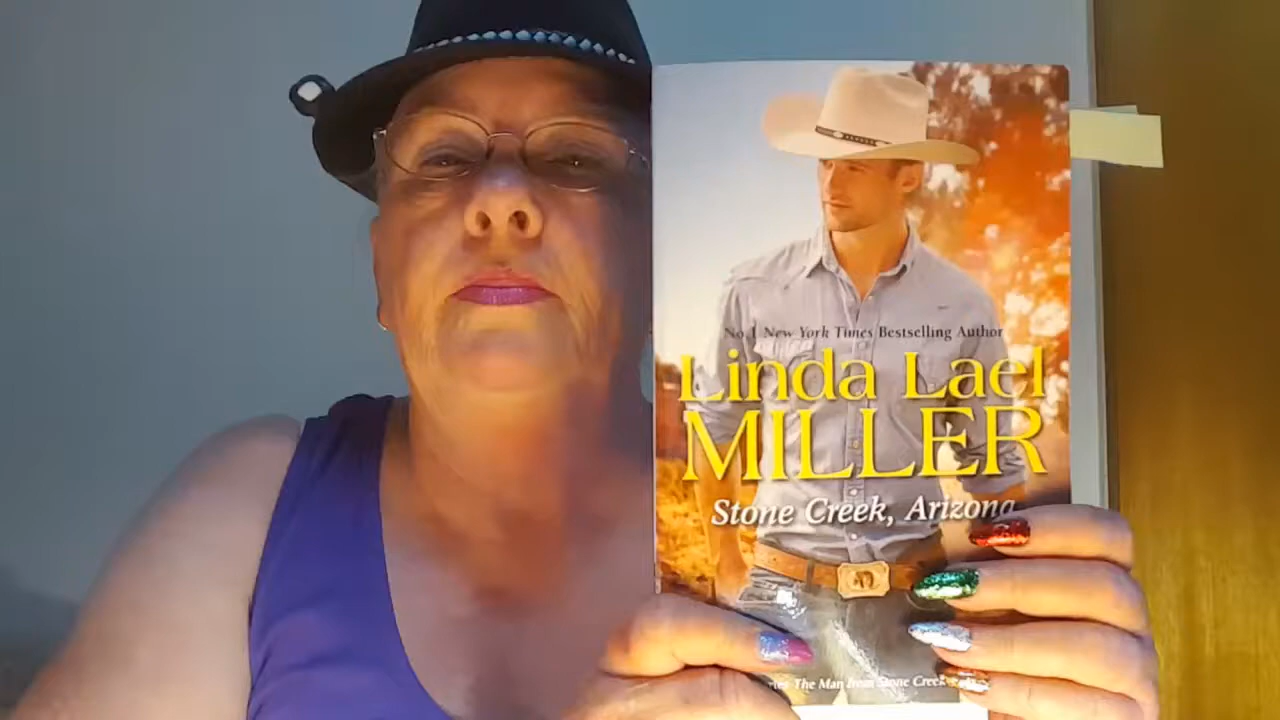 No.1 New York Times Bestselling Author
Linda Lael
MILLER
Stone Creek, Arizona
The Man from Stone Creek